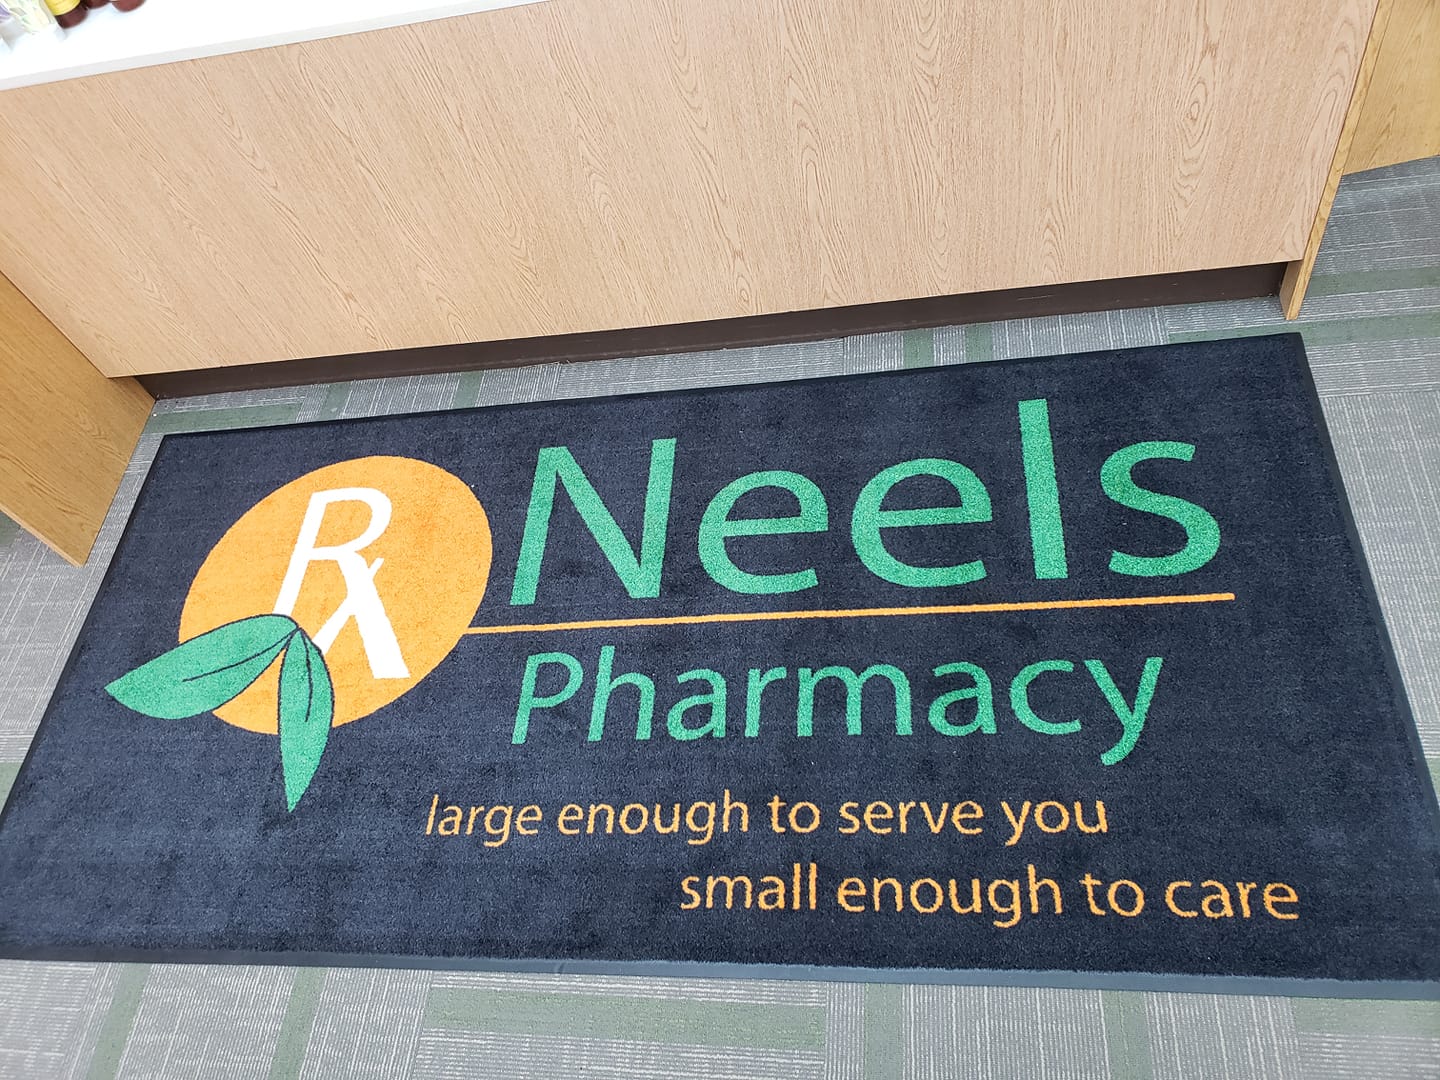 Rx
Neels
Pharmacy
large enough to serve you
small enough to care